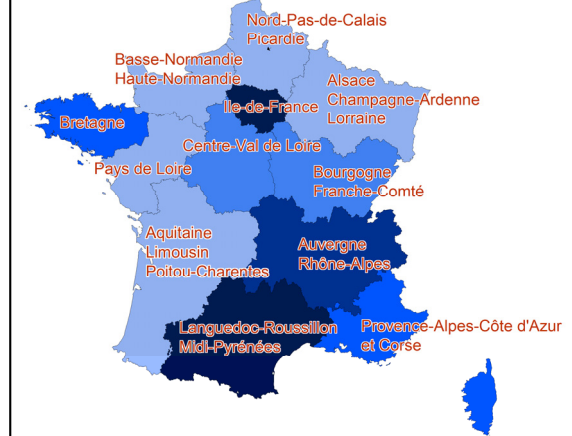 Nord-Pas-de-Calais
Picardie
Basse-Normandie
Haute-Normandie
Alsace
Champagne-Ardenne
Lorraine
Ile-de-France
Bretagne
Centre-Val de Loire
Pays de Loire
Bourgogne
Franche-Comté
Aquitaine
Limousin
Poitou-Charentes
Auvergne
Rhône-Alpes
Languedoc-Roussillon
Midi-Pyrénées
Provence-Alpes-Côte d'Azur
et Corse